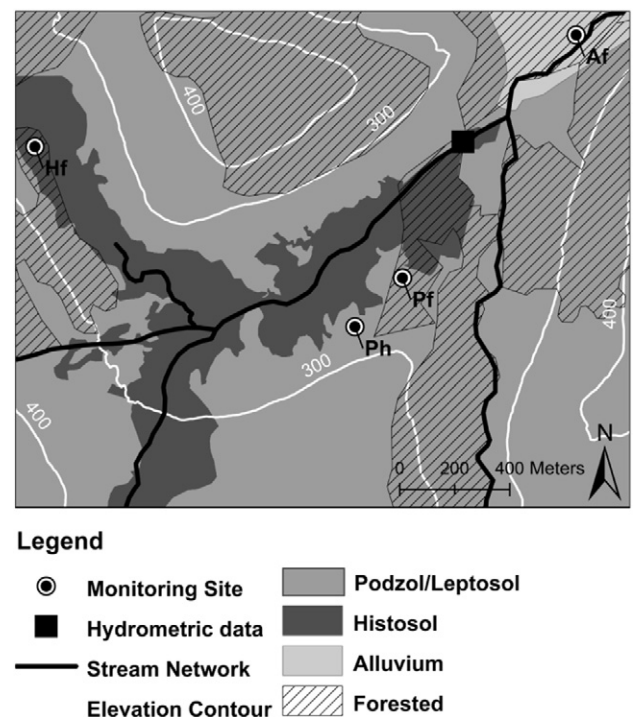 Af
400
300
Hf
Pf
Ph
300
400
400
N
0 200 400 Meters
Legend
Monitoring Site
Podzol/Leptosol
Hydrometric data
Histosol
Stream Network
Alluvium
Elevation Contour
Forested